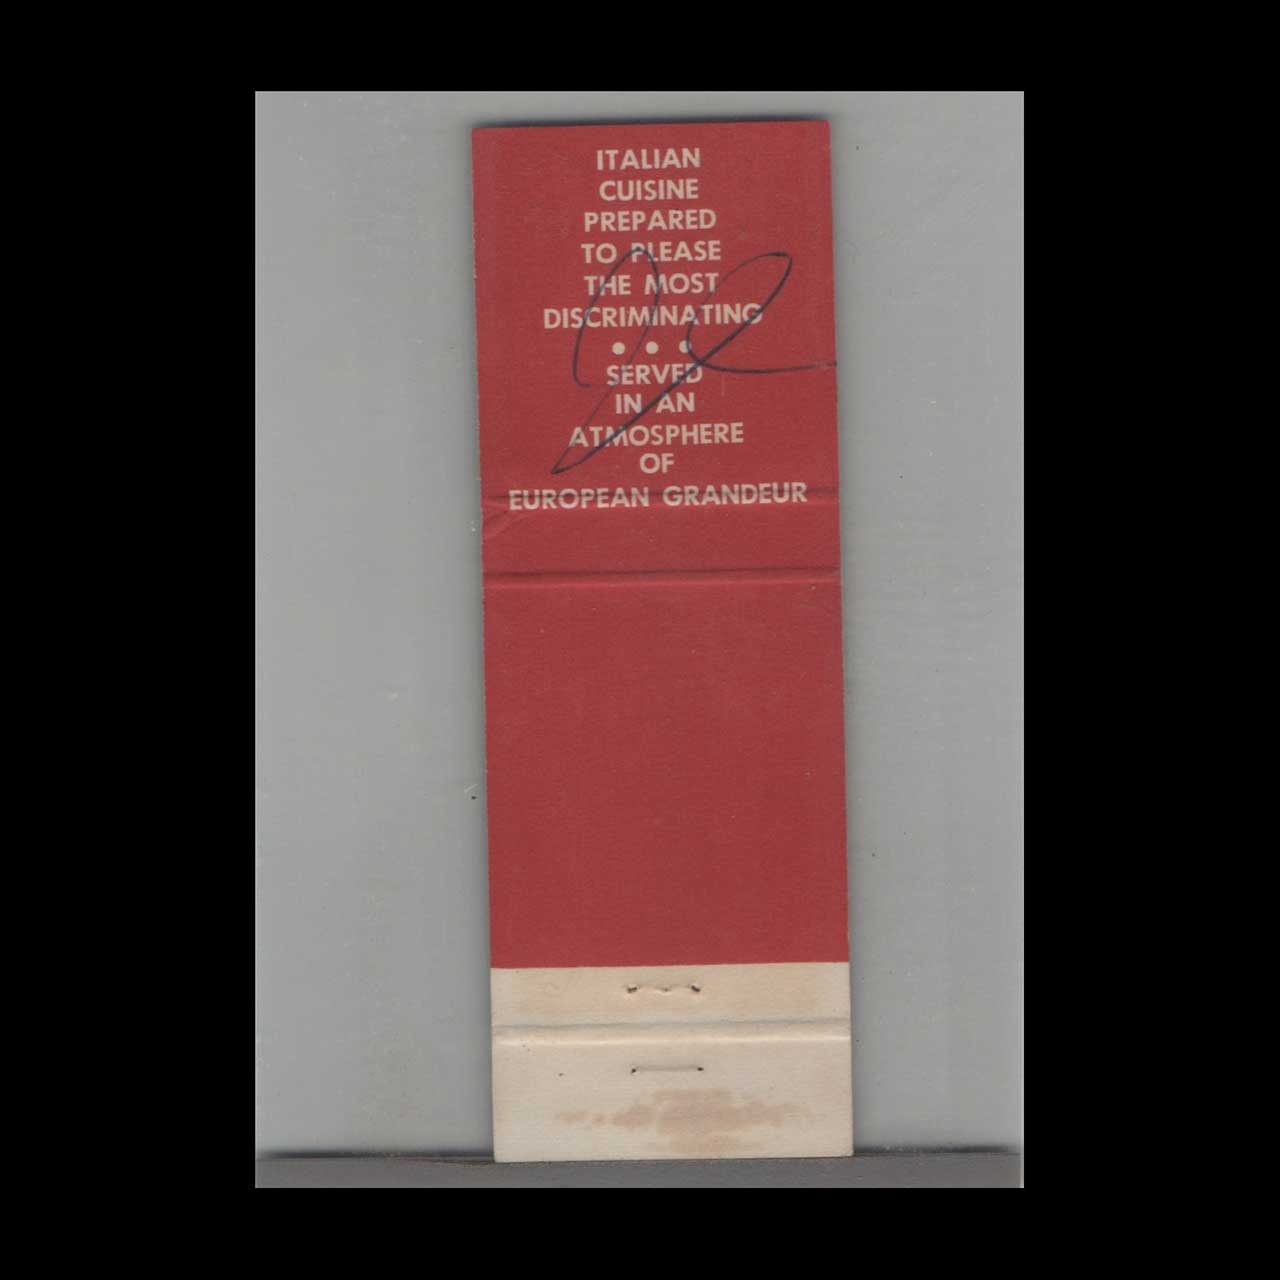 ITALIAN
CUISINE
PREPARED
TO PLEASE
THE MOST
DISCRIMINATING
• • •
SERVED
IN AN
ATMOSPHERE
OF
EUROPEAN GRANDEUR